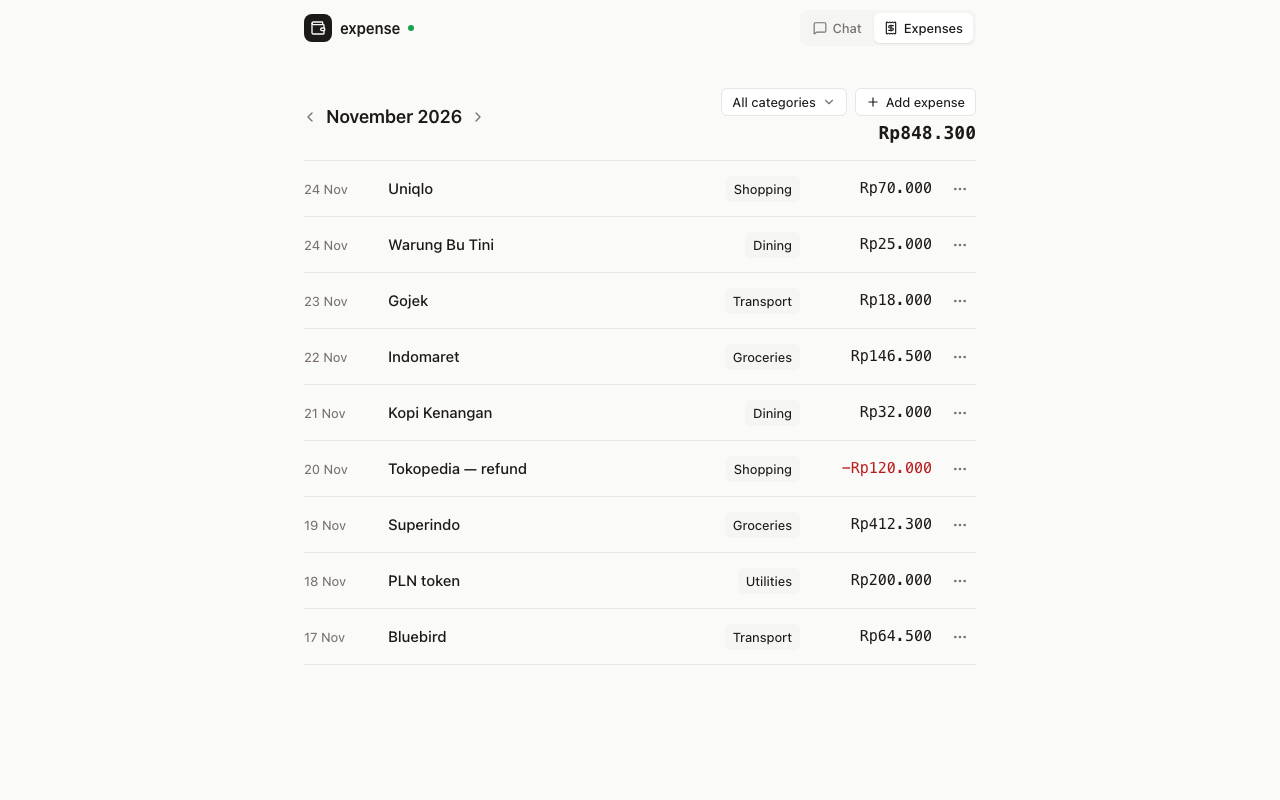 expense
Chat
Expenses
November 2026
All categories
Add expense
Rp848.300
24 Nov Uniqlo Shopping Rp70.000
24 Nov Warung Bu Tini Dining Rp25.000
23 Nov Gojek Transport Rp18.000
22 Nov Indomaret Groceries Rp146.500
21 Nov Kopi Kenangan Dining Rp32.000
20 Nov Tokopedia — refund Shopping −Rp120.000
19 Nov Superindo Groceries Rp412.300
18 Nov PLN token Utilities Rp200.000
17 Nov Bluebird Transport Rp64.500